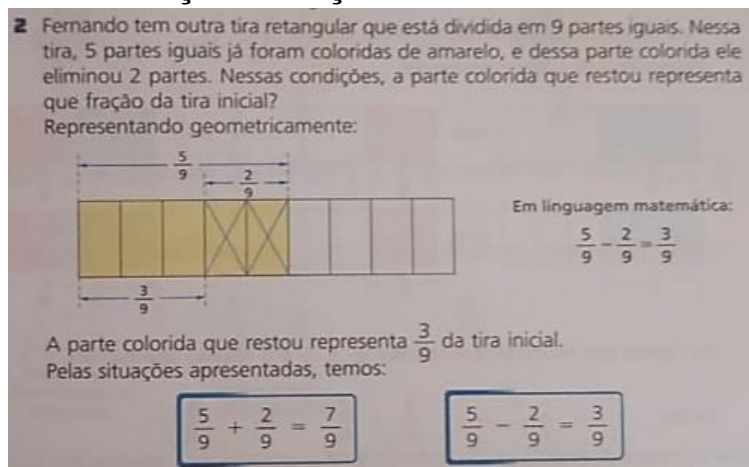 2 Fernando tem outra tira retangular que está dividida em 9 partes iguais. Nessa
tira, 5 partes iguais já foram coloridas de amarelo, e dessa parte colorida ele
eliminou 2 partes. Nessas condições, a parte colorida que restou representa
que fração da tira inicial?
Representando geometricamente:
5/9
2/9
Em linguagem matemática:
5/9 - 2/9 = 3/9
3/9
A parte colorida que restou representa 3/9 da tira inicial.
Pelas situações apresentadas, temos:
5/9 + 2/9 = 7/9
5/9 - 2/9 = 3/9